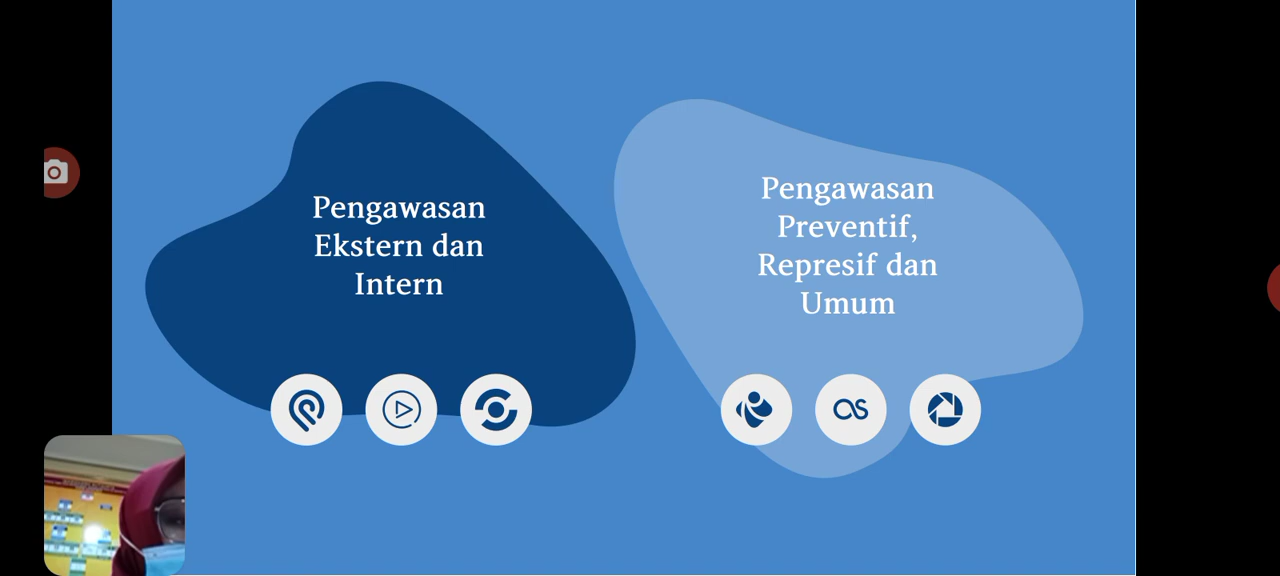 Pengawasan
Ekstern dan
Intern
Pengawasan
Preventif,
Represif dan
Umum